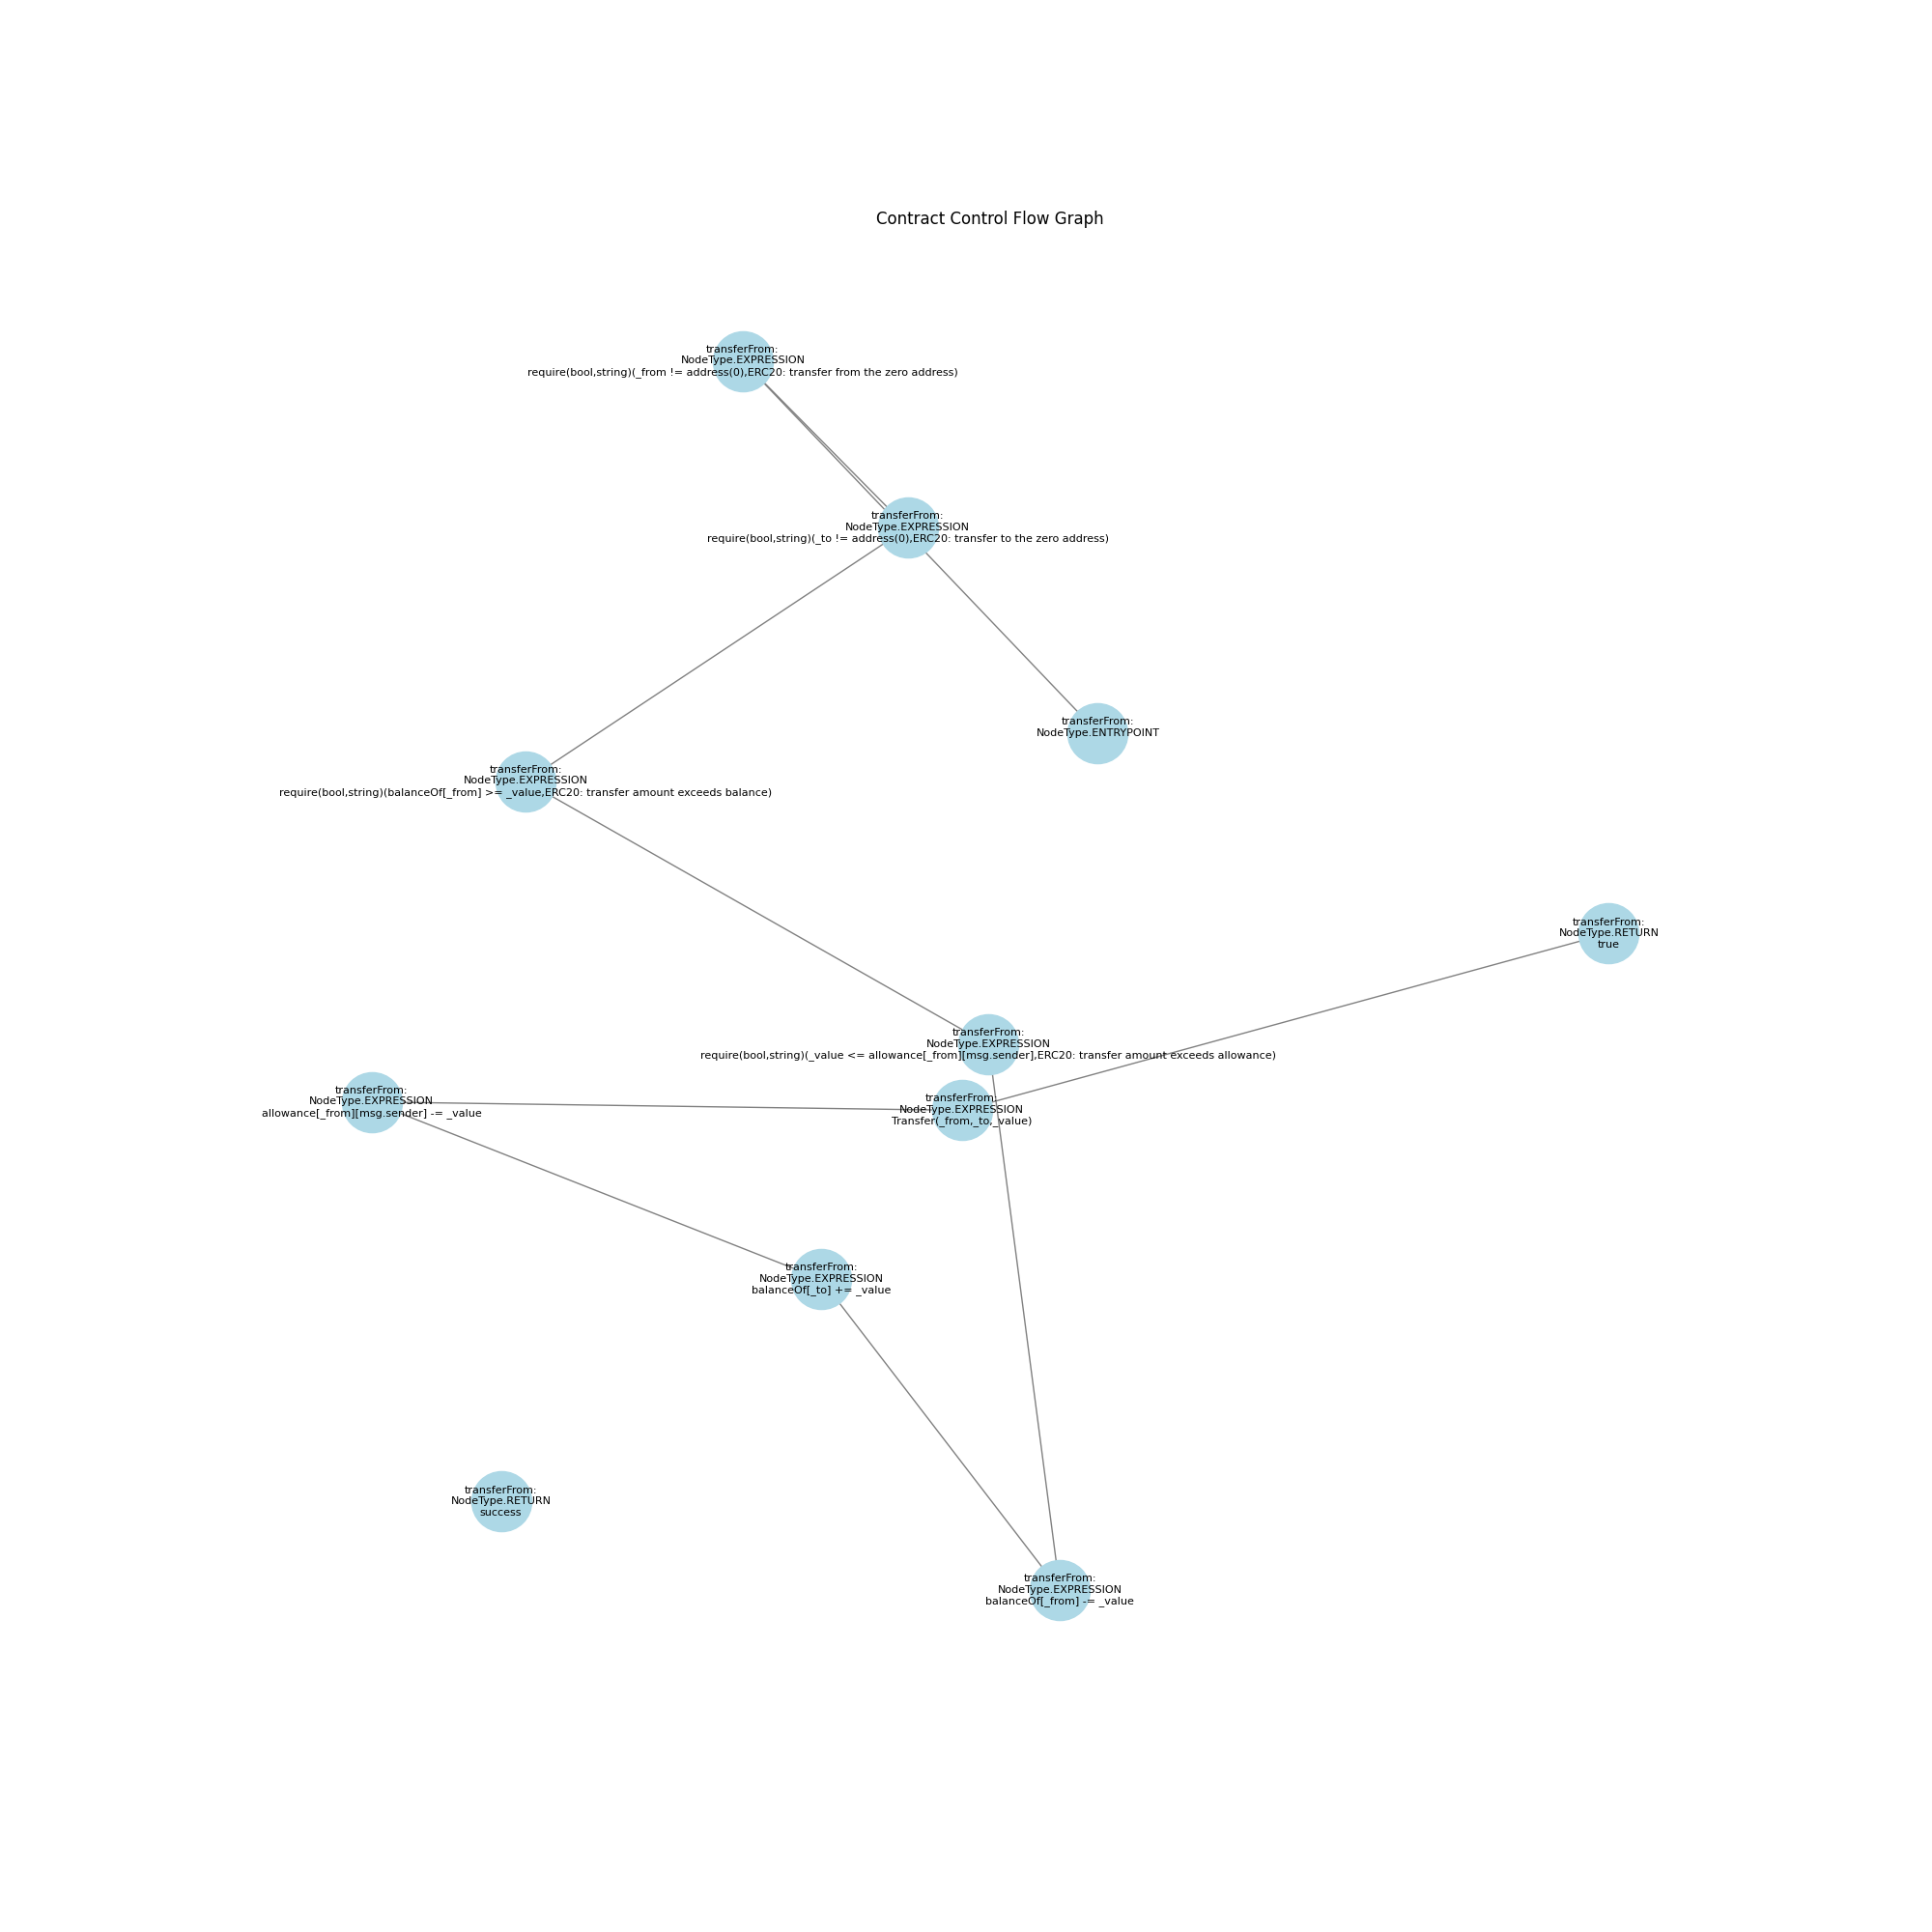 Contract Control Flow Graph
transferFrom:
NodeType.EXPRESSION
require(bool,string)(_from != address(0),ERC20: transfer from the zero address)
transferFrom:
NodeType.EXPRESSION
require(bool,string)(_to != address(0),ERC20: transfer to the zero address)
transferFrom:
NodeType.ENTRYPOINT
transferFrom:
NodeType.EXPRESSION
require(bool,string)(balanceOf[_from] >= _value,ERC20: transfer amount exceeds balance)
transferFrom:
NodeType.RETURN
true
transferFrom:
NodeType.EXPRESSION
require(bool,string)(_value <= allowance[_from][msg.sender],ERC20: transfer amount exceeds allowance)
transferFrom:
NodeType.EXPRESSION
allowance[_from][msg.sender] -= _value
transferFrom:
NodeType.EXPRESSION
Transfer(_from,_to,_value)
transferFrom:
NodeType.EXPRESSION
balanceOf[_to] += _value
transferFrom:
NodeType.RETURN
success
transferFrom:
NodeType.EXPRESSION
balanceOf[_from] -= _value